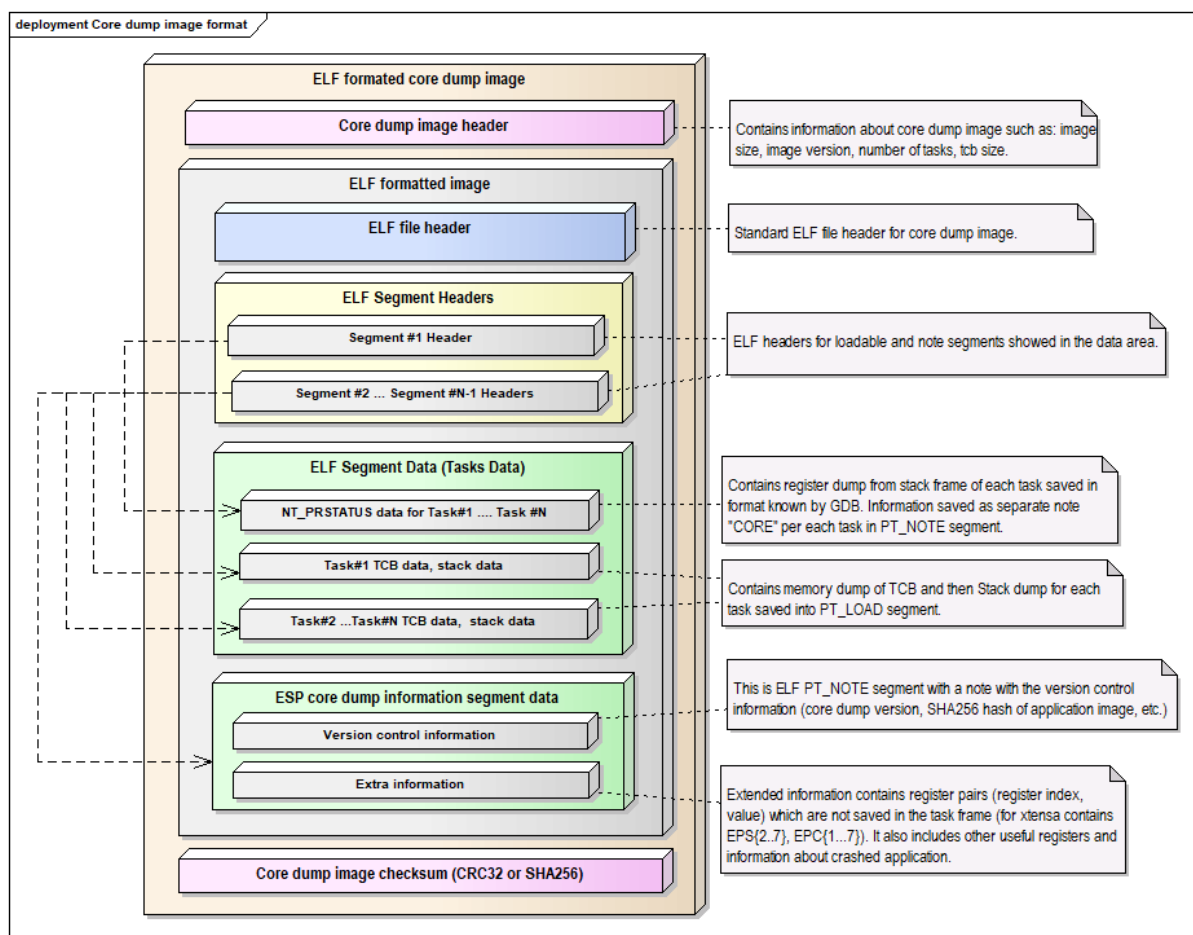 deployment Core dump image format
ELF formated core dump image
Core dump image header
Contains information about core dump image such as: image
size, image version, number of tasks, tcb size.
ELF formatted image
ELF file header
Standard ELF file header for core dump image.
ELF Segment Headers
Segment #1 Header
ELF headers for loadable and note segments showed in the data area.
Segment #2 ... Segment #N-1 Headers
ELF Segment Data (Tasks Data)
Contains register dump from stack frame of each task saved in
format known by GDB. Information saved as separate note
"CORE" per each task in PT_NOTE segment.
NT_PRSTATUS data for Task#1 .... Task #N
Task#1 TCB data, stack data
Contains memory dump of TCB and then Stack dump for each
task saved into PT_LOAD segment.
Task#2 ...Task#N TCB data, stack data
ESP core dump information segment data
This is ELF PT_NOTE segment with a note with the version control
information (core dump version, SHA256 hash of application image, etc.)
Version control information
Extra information
Extended information contains register pairs (register index,
value) which are not saved in the task frame (for xtensa contains
EPS{2..7}, EPC{1...7}). It also includes other useful registers and
information about crashed application.
Core dump image checksum (CRC32 or SHA256)